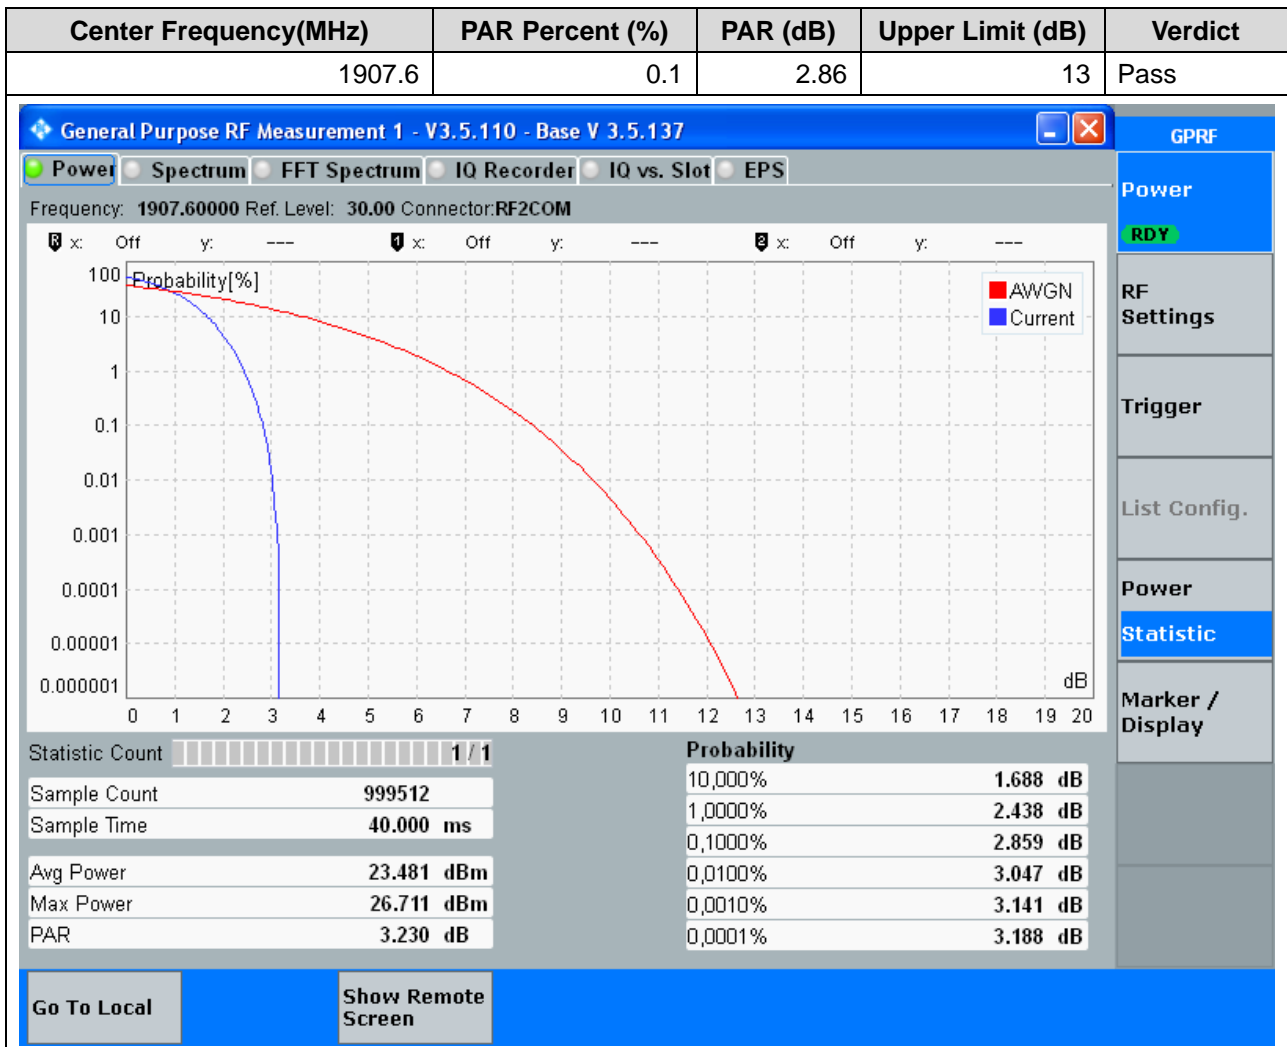 Center Frequency(MHz) PAR Percent (%) PAR (dB) Upper Limit (dB) Verdict
1907.6 0.1 2.86 13 Pass
General Purpose RF Measurement 1 - V3.5.110 - Base V 3.5.137
GPRF
Power Spectrum FFT Spectrum IQ Recorder IQ vs. Slot EPS
Frequency: 1907.60000 Ref. Level: 30.00 Connector:RF2COM
R x: Off y: --- 1 x: Off y: --- 2 x: Off y: ---
Probability[%]
AWGN
Current
100
10
1
0.1
0.01
0.001
0.0001
0.00001
0.000001
dB
0 1 2 3 4 5 6 7 8 9 10 11 12 13 14 15 16 17 18 19 20
Statistic Count 1 / 1
Sample Count 999512
Sample Time 40.000 ms
Avg Power 23.481 dBm
Max Power 26.711 dBm
PAR 3.230 dB
Probability
10,000% 1.688 dB
1,0000% 2.438 dB
0,1000% 2.859 dB
0,0100% 3.047 dB
0,0010% 3.141 dB
0,0001% 3.188 dB
Power
RDY
RF
Settings
Trigger
List Config.
Power
Statistic
Marker /
Display
Go To Local
Show Remote
Screen